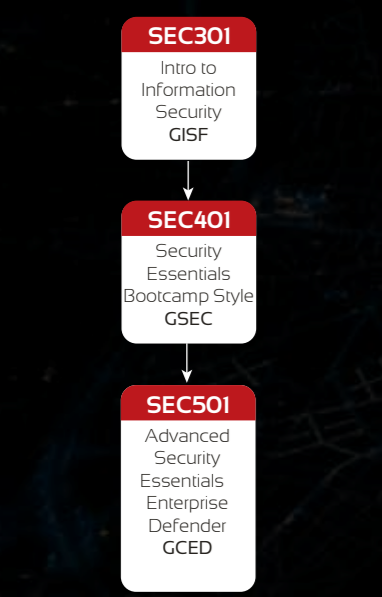 SEC301
Intro to
Information
Security
GISF
SEC401
Security
Essentials
Bootcamp Style
GSEC
SEC501
Advanced
Security
Essentials
Enterprise
Defender
GCED